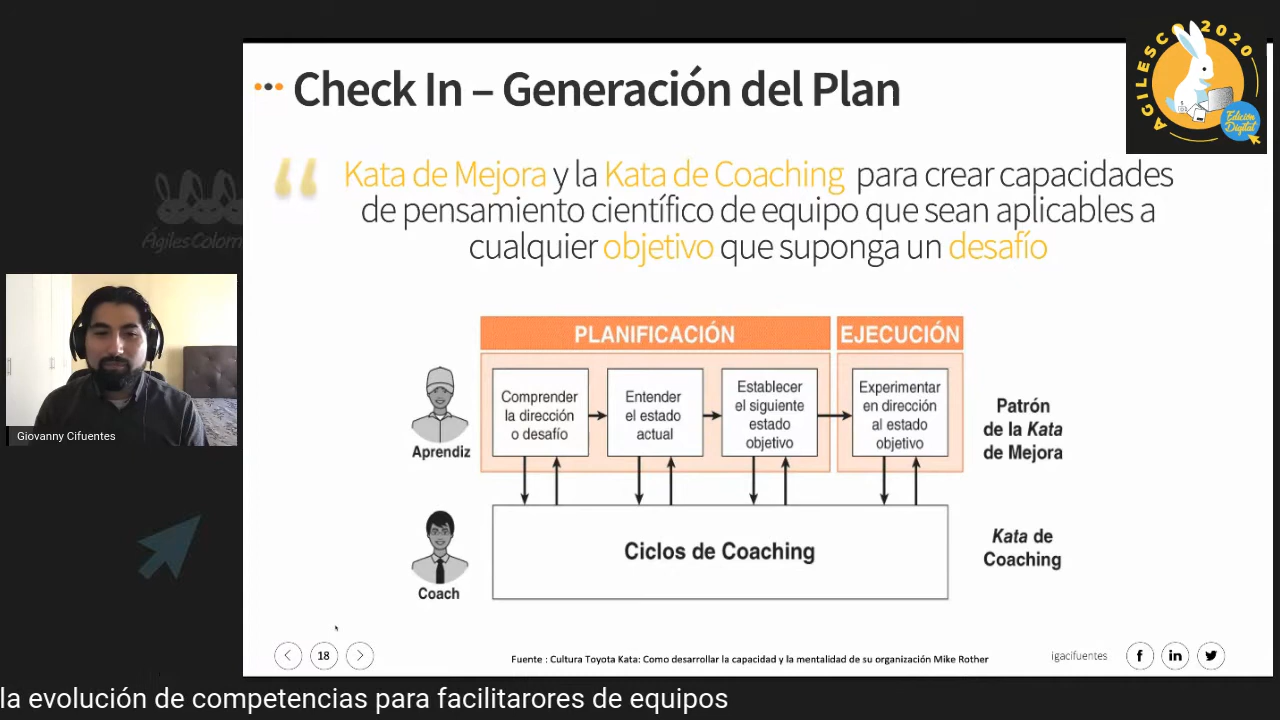 Check In – Generación del Plan
ÁGILESCO 2020
Edición
Digital
Kata de Mejora y la Kata de Coaching para crear capacidades
de pensamiento científico de equipo que sean aplicables a
cualquier objetivo que suponga un desafío
PLANIFICACIÓN
EJECUCIÓN
Comprender
la dirección
o desafío
Entender
el estado
actual
Establecer
el siguiente
estado
objetivo
Experimentar
en dirección
al estado
objetivo
Aprendiz
Patrón
de la Kata
de Mejora
Ciclos de Coaching
Coach
Kata de
Coaching
ÁgilesColom
Giovanny Cifuentes
18
Fuente : Cultura Toyota Kata: Como desarrollar la capacidad y la mentalidad de su organización Mike Rother
igacifuentes
f
in
la evolución de competencias para facilitarores de equipos